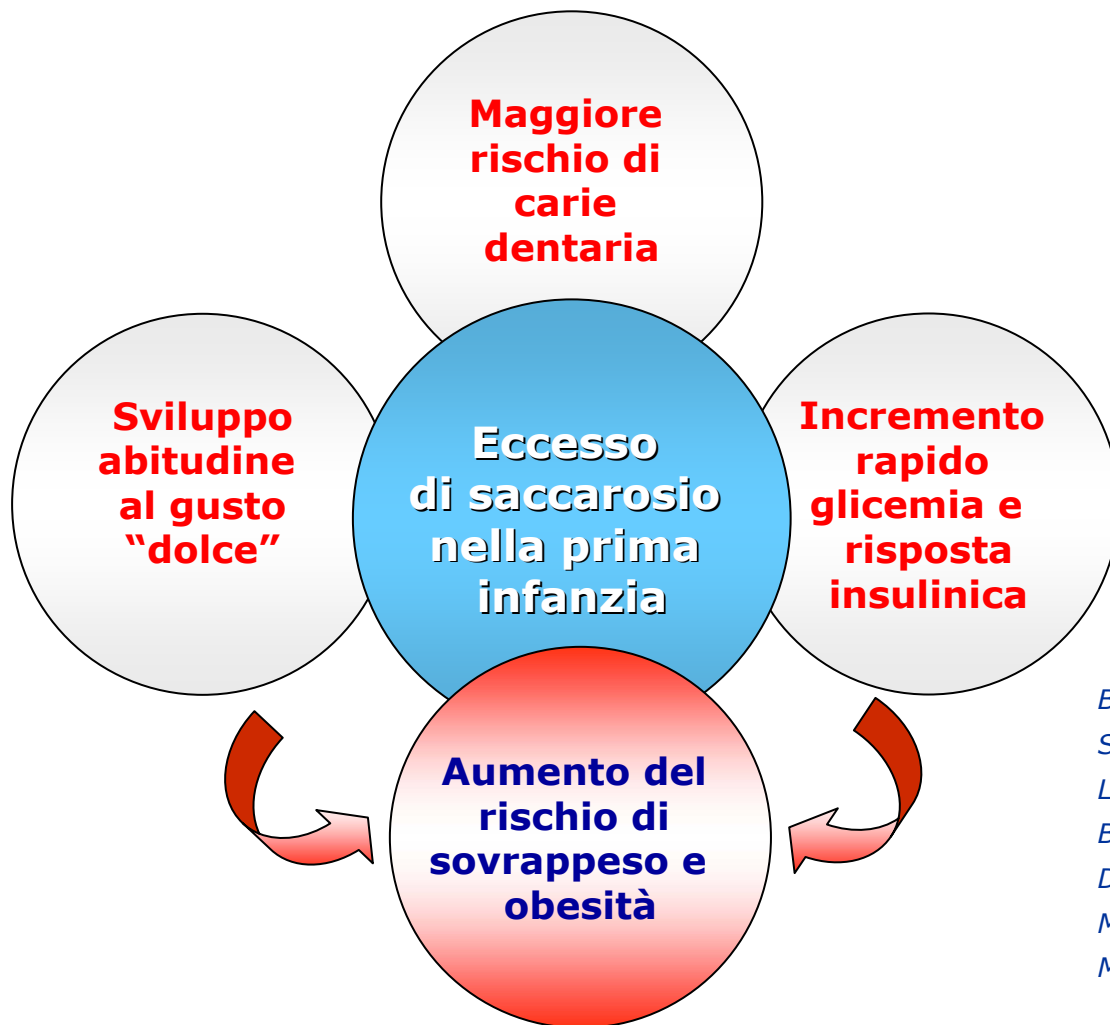 Maggiore
rischio di
carie
dentaria
Sviluppo
abitudine
al gusto
“dolce”
Eccesso
di saccarosio
nella prima
infanzia
Incremento
rapido
glicemia e
risposta
insulinica
Aumento del
rischio di
sovrappeso e
obesità